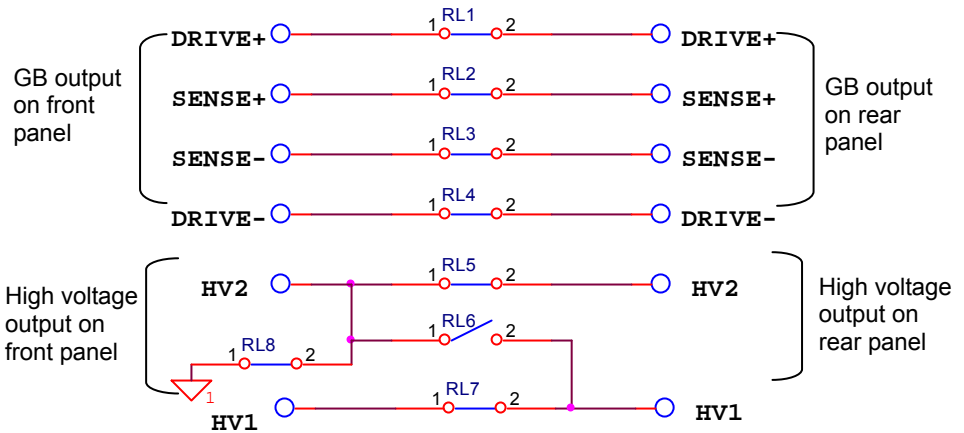 RL1
DRIVE+ 1 2 DRIVE+
GB output
on front
panel
RL2
SENSE+ 1 2 SENSE+
GB output
on rear
panel
RL3
SENSE- 1 2 SENSE-
RL4
DRIVE- 1 2 DRIVE-
High voltage
output on
front panel
RL5
HV2 1 2 HV2
High voltage
output on
rear panel
RL6
1 2
RL8
1 2
1
RL7
HV1 1 2 HV1